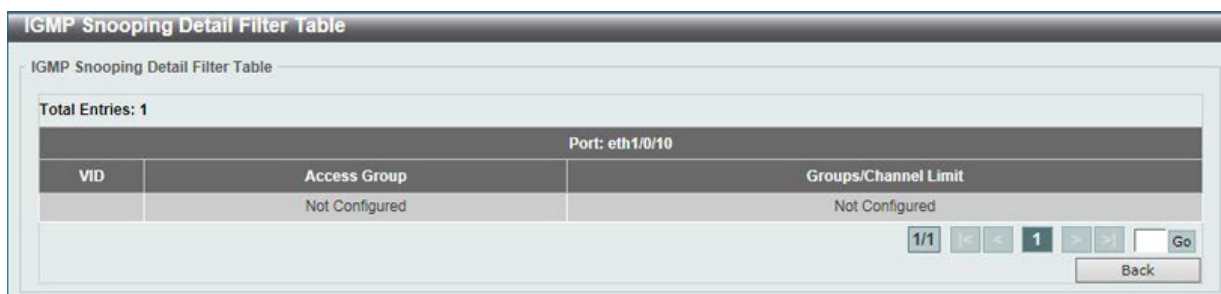 IGMP Snooping Detail Filter Table
IGMP Snooping Detail Filter Table
Total Entries: 1
Port: eth1/0/10
VID Access Group Groups/Channel Limit
Not Configured Not Configured
1/1 |< < 1 > >| Go
Back